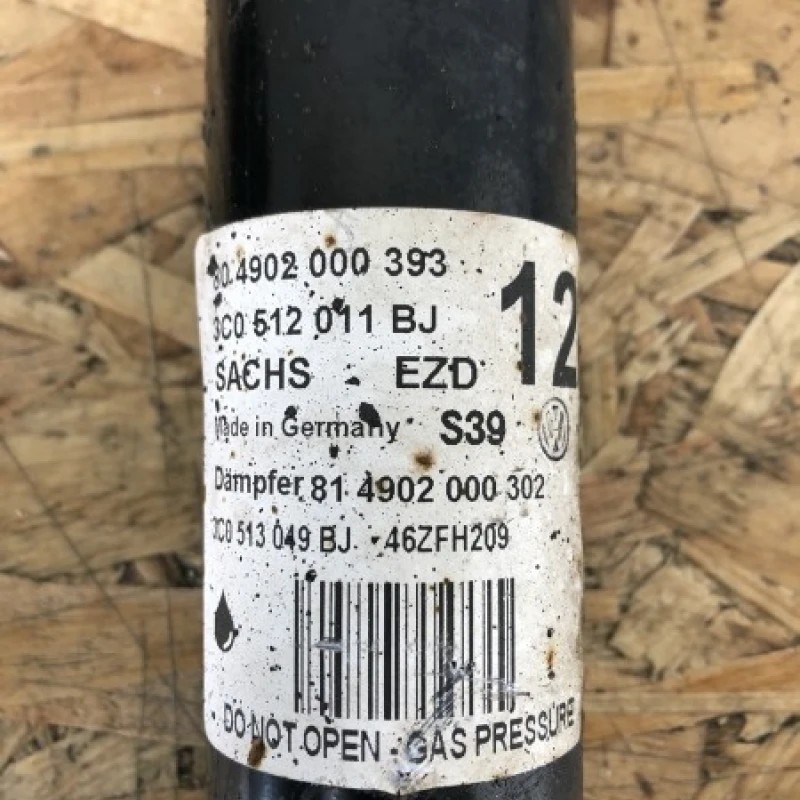 80 4902 000 393
3C0 512 011 BJ
12
SACHS - EZD
Made in Germany S39
Dämpfer 81 4902 000 302
3C0 513 049 BJ 46ZFH209
DO NOT OPEN - GAS PRESSURE